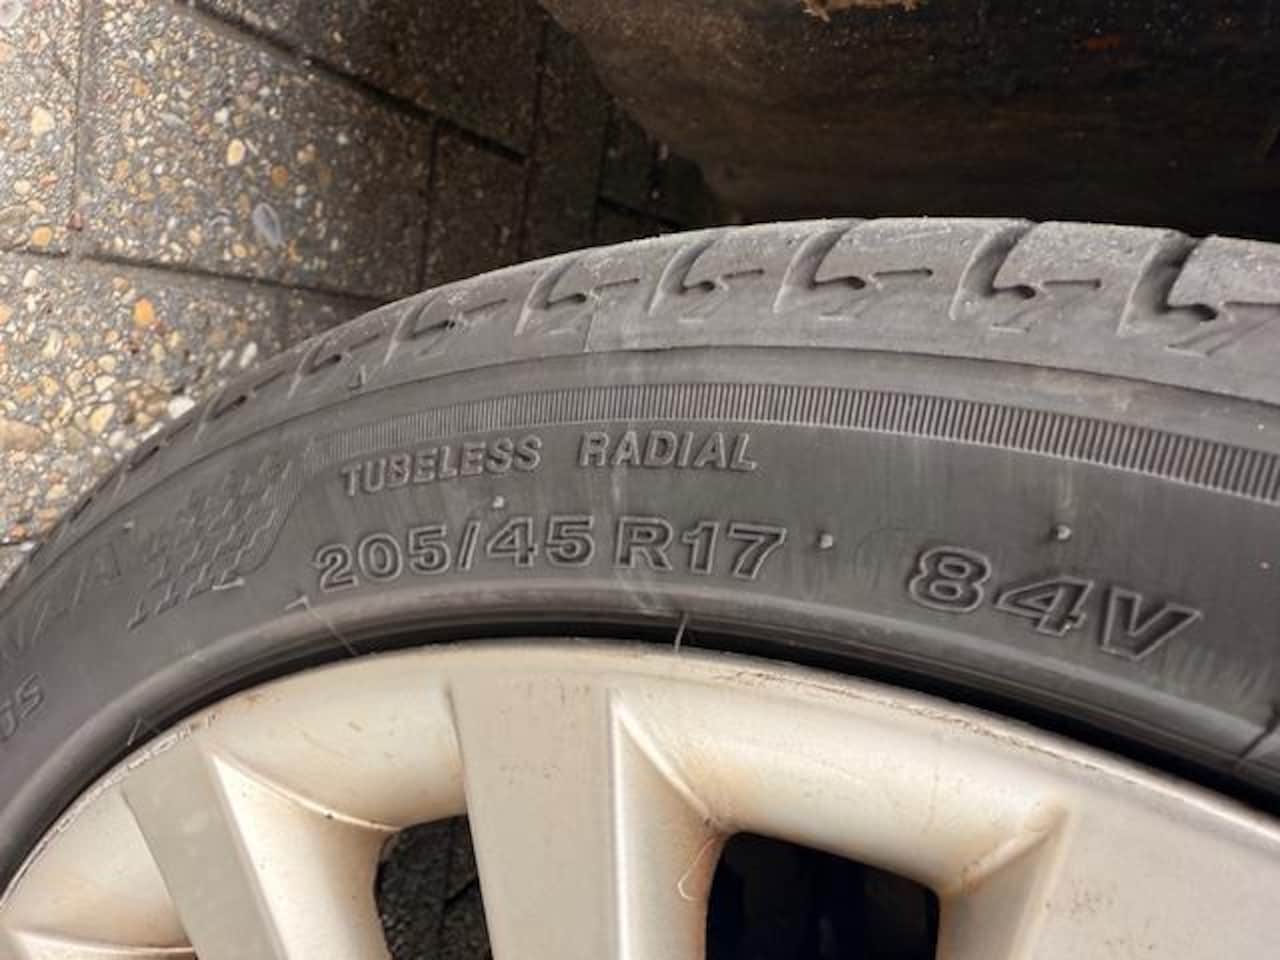 TUBELESS RADIAL
205/45 R17 84V